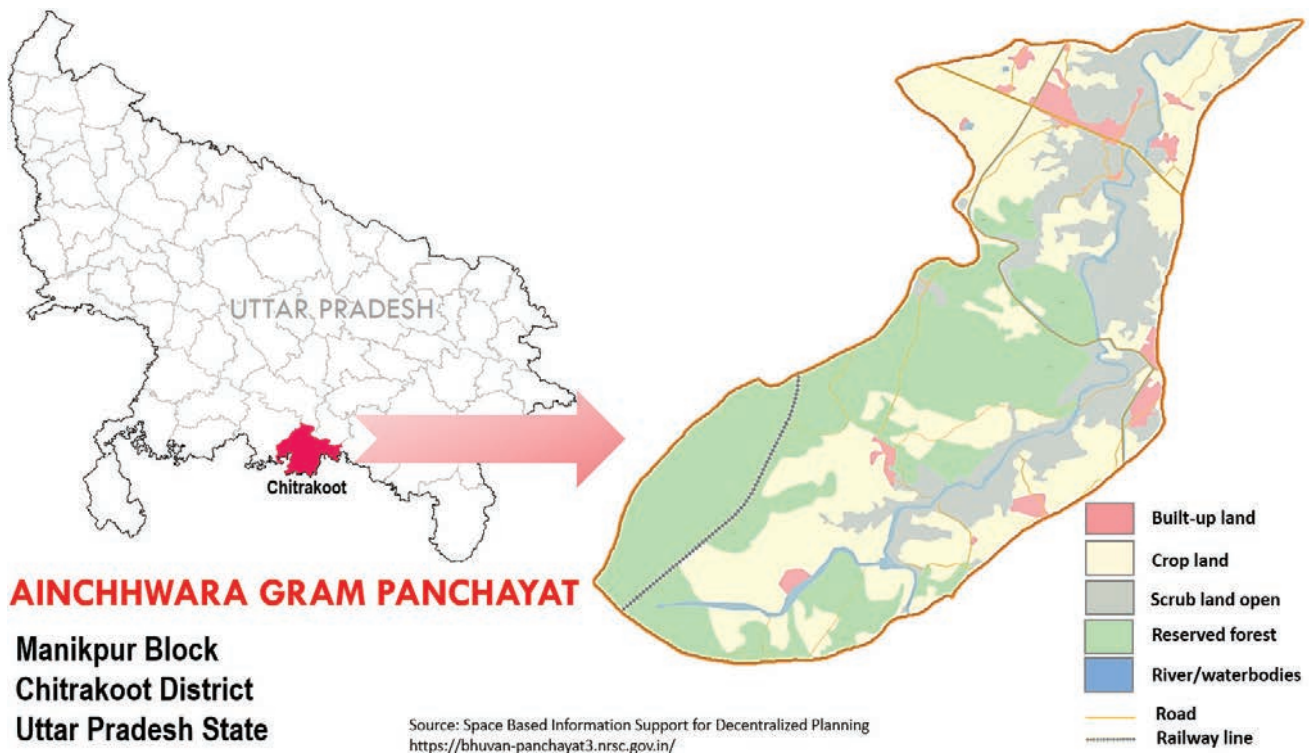 UTTAR PRADESH
Chitrakoot
AINCHHWARA GRAM PANCHAYAT
Manikpur Block
Chitrakoot District
Uttar Pradesh State
Built-up land
Crop land
Scrub land open
Reserved forest
River/waterbodies
Road
Railway line
Source: Space Based Information Support for Decentralized Planning
https://bhuvan-panchayat3.nrsc.gov.in/